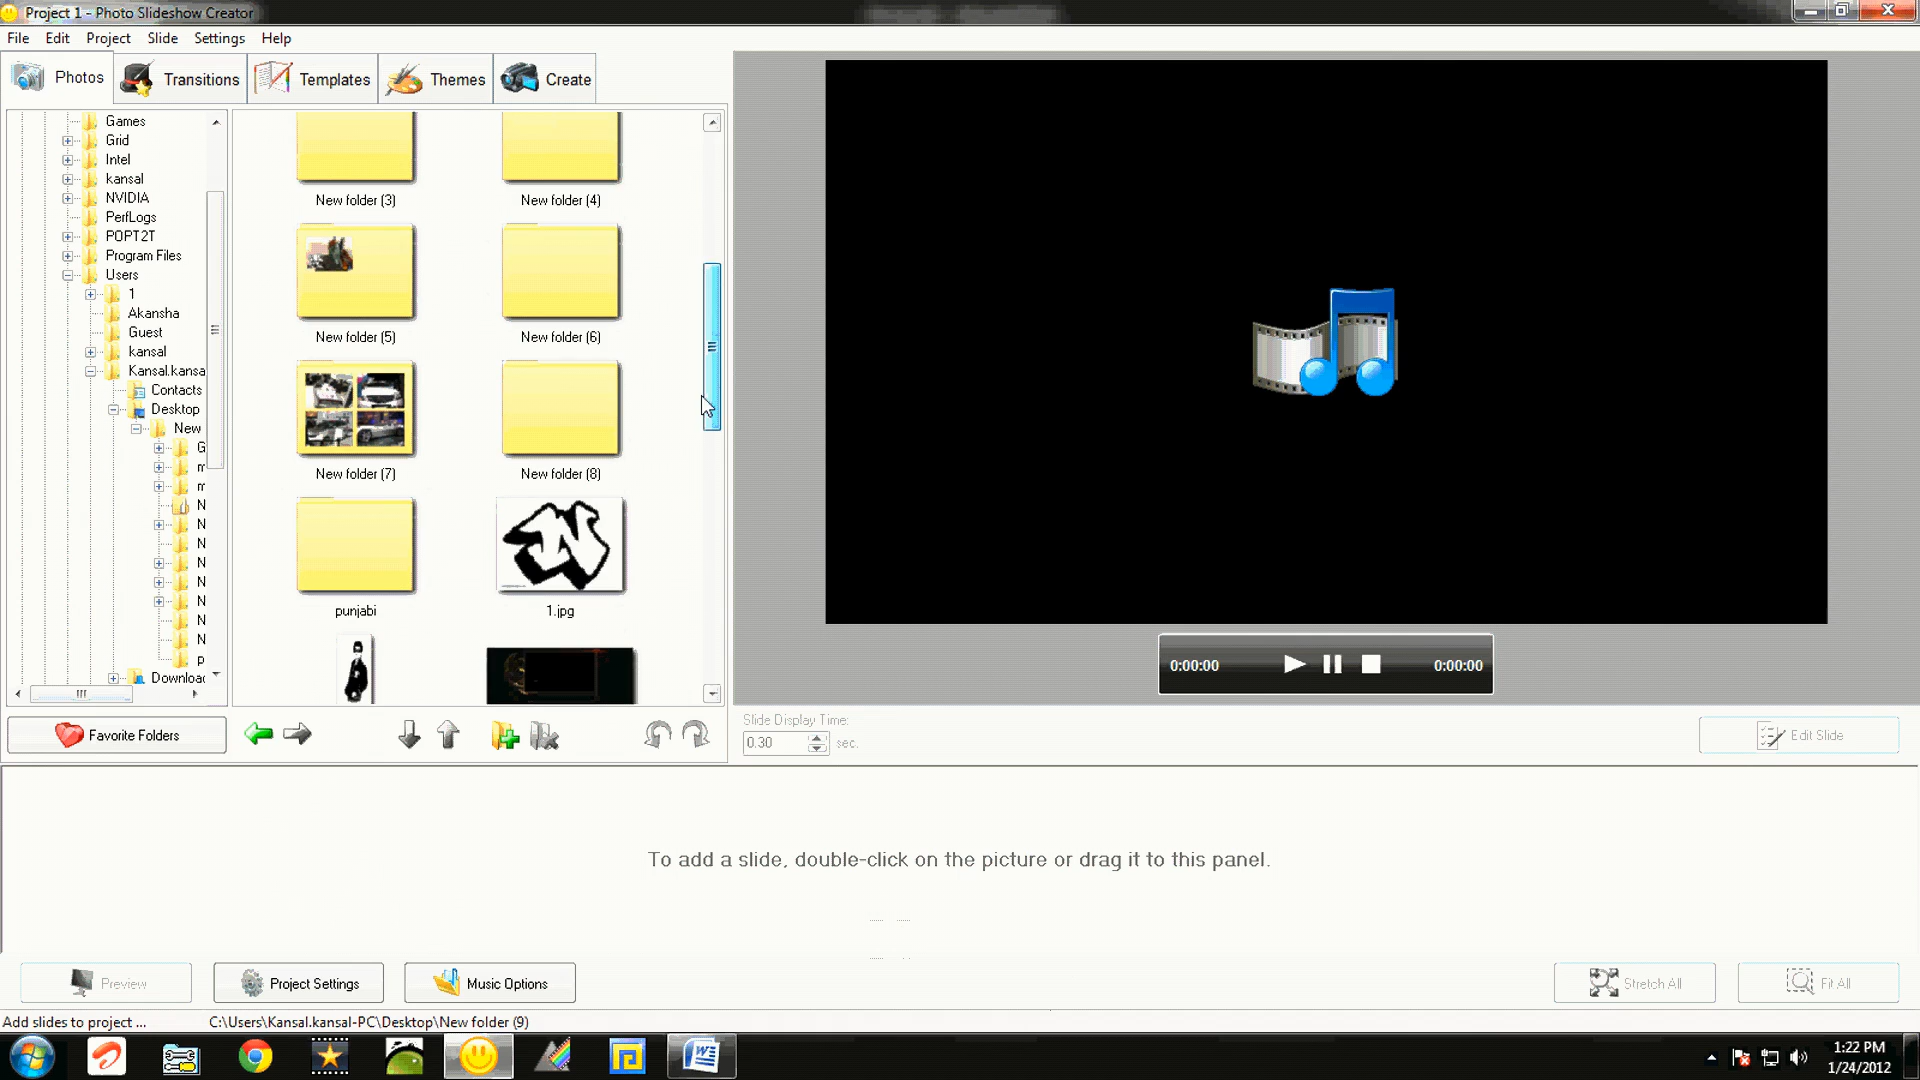 Project 1 - Photo Slideshow Creator
File Edit Project Slide Settings Help
Photos Transitions Templates Themes Create
Games
Grid
Intel
kansal
NVIDIA
PerfLogs
POPT2T
Program Files
Users
1
Akansha
Guest
kansal
Kansal.kansa
Contacts
Desktop
New
G
m
m
N
N
N
N
N
N
N
N
p
Downloac
New folder (3) New folder (4)
New folder (5) New folder (6)
New folder (7) New folder (8)
punjabi 1.jpg
0:00:00 0:00:00
Favorite Folders
Slide Display Time:
0.30 sec.
Edit Slide
To add a slide, double-click on the picture or drag it to this panel.
Preview Project Settings Music Options Stretch All Fit All
Add slides to project ... C:\Users\Kansal.kansal-PC\Desktop\New folder (9)
1:22 PM
1/24/2012